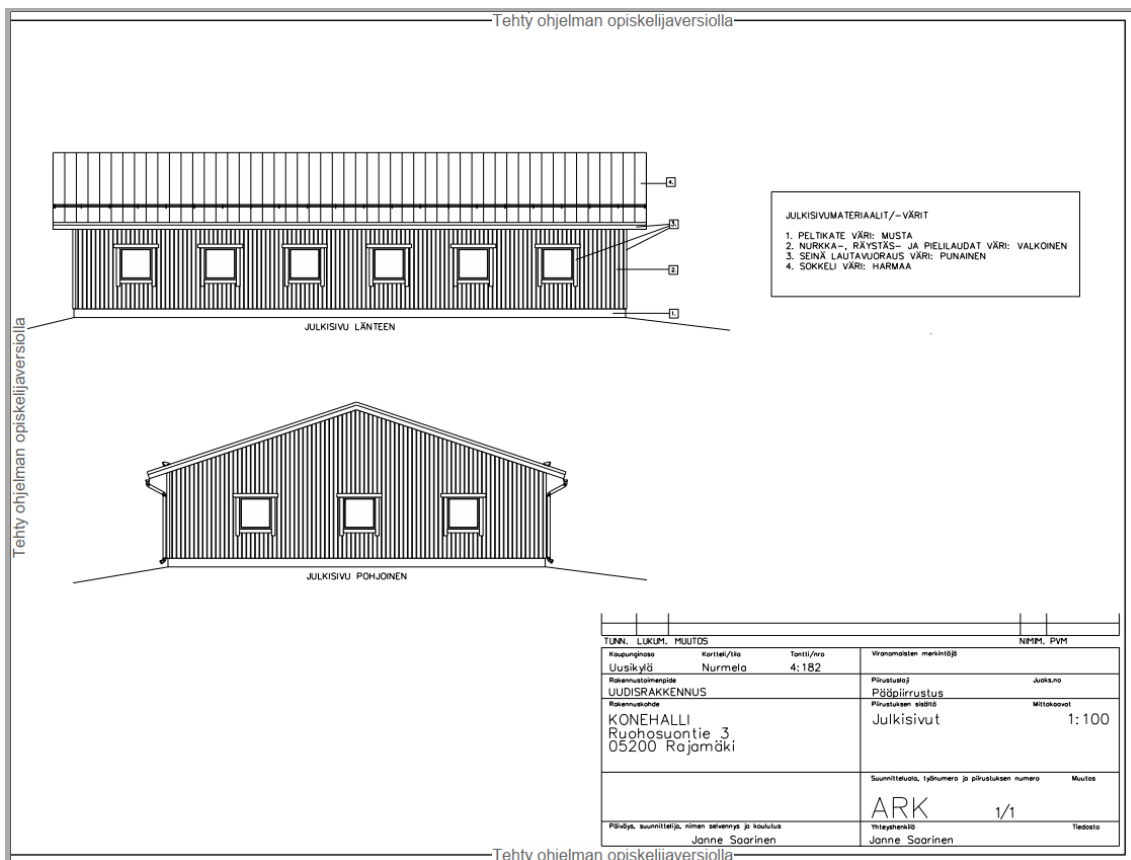 Tehty ohjelman opiskelijaversiolla
Tehty ohjelman opiskelijaversiolla
4.
3.
2.
1.
JULKISIVU LÄNTEEN
JULKISIVUMATERIAALIT/-VÄRIT
1. PELTIKATE VÄRI: MUSTA
2. NURKKA-, RÄYSTÄS- JA PIELILAUDAT VÄRI: VALKOINEN
3. SEINÄ LAUTAVUORAUS VÄRI: PUNAINEN
4. SOKKELI VÄRI: HARMAA
JULKISIVU POHJOINEN
TUNN. LUKUM. MUUTOS NIMIM. PVM
Kaupunginosa Kortteli/tila Tontti/nro Viranomaisten merkintöjä
Uusikylä Nurmela 4:182
Rakennustoimenpide Piirustuslaji Juoks.no
UUDISRAKKENNUS Pääpiirrustus
Rakennuskohde Piirustuksen sisältö Mittakaavat
KONEHALLI Julkisivut 1:100
Ruohosuontie 3
05200 Rajamäki
Suunnitteluala, työnumero ja piirustuksen numero Muutos
ARK 1/1
Päiväys, suunnittelija, nimen selvennys ja koulutus Yhteyshenkilö Tiedosto
Janne Saarinen Janne Saarinen
Tehty ohjelman opiskelijaversiolla